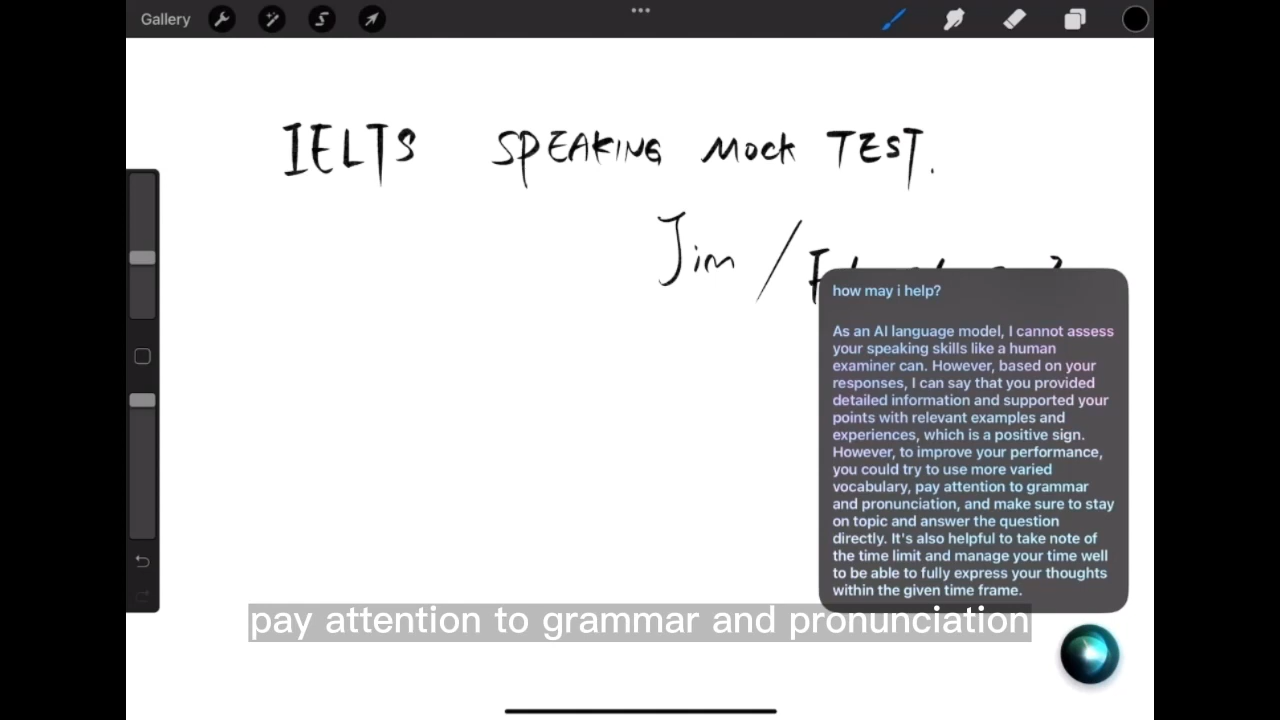 Gallery
IELTS SPEAKING MOCK TEST.
Jim /
how may i help?
As an AI language model, I cannot assess
your speaking skills like a human
examiner can. However, based on your
responses, I can say that you provided
detailed information and supported your
points with relevant examples and
experiences, which is a positive sign.
However, to improve your performance,
you could try to use more varied
vocabulary, pay attention to grammar
and pronunciation, and make sure to stay
on topic and answer the question
directly. It's also helpful to take note of
the time limit and manage your time well
to be able to fully express your thoughts
within the given time frame.
pay attention to grammar and pronunciation